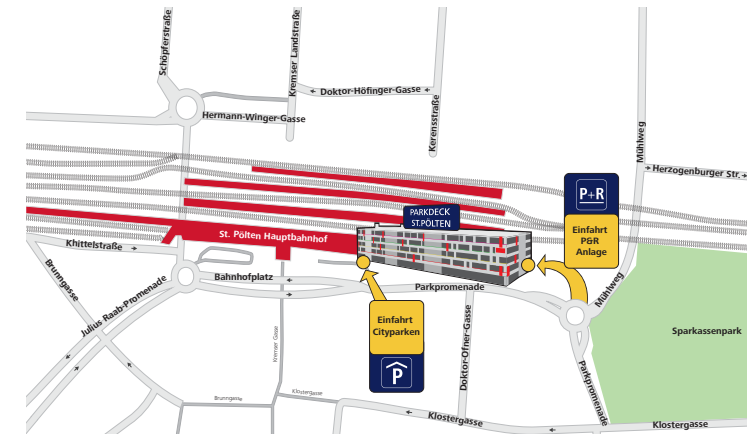 Schöpferstraße
Kremser Landstraße
Doktor-Höfinger-Gasse
Hermann-Winger-Gasse
Kerensstraße
Mühlweg
Herzogenburger Str.
P+R
Einfahrt
P&R
Anlage
PARKDECK
ST.PÖLTEN
St. Pölten Hauptbahnhof
Khittelstraße
Brunngasse
Bahnhofplatz
Parkpromenade
Mühlweg
Julius Raab-Promenade
Einfahrt
Cityparken
P
Kremser Gasse
Doktor-Ofner-Gasse
Sparkassenpark
Parkpromenade
Brunngasse
Klostergasse
Klostergasse
Klostergasse